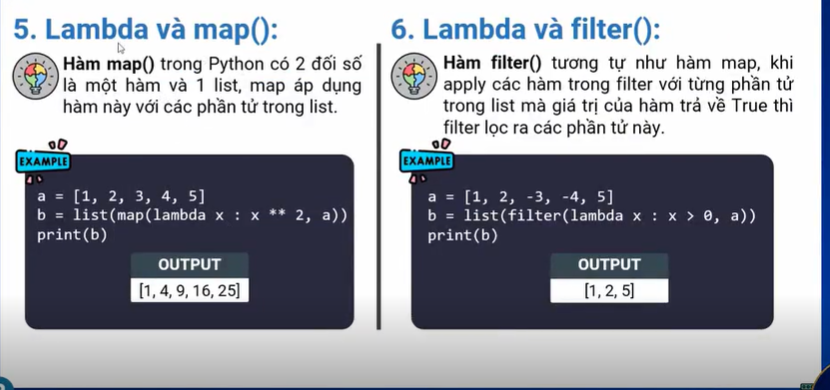 5. Lambda và map():
Hàm map() trong Python có 2 đối số
là một hàm và 1 list, map áp dụng
hàm này với các phần tử trong list.
EXAMPLE
a = [1, 2, 3, 4, 5]
b = list(map(lambda x : x ** 2, a))
print(b)
OUTPUT
[1, 4, 9, 16, 25]
6. Lambda và filter():
Hàm filter() tương tự như hàm map, khi
apply các hàm trong filter với từng phần tử
trong list mà giá trị của hàm trả về True thì
filter lọc ra các phần tử này.
EXAMPLE
a = [1, 2, -3, -4, 5]
b = list(filter(lambda x : x > 0, a))
print(b)
OUTPUT
[1, 2, 5]